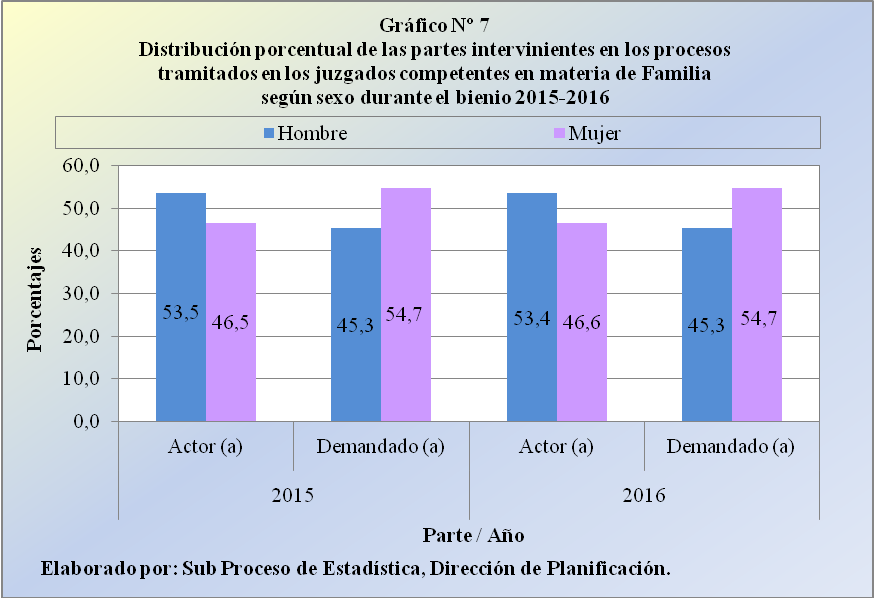 Gráfico Nº 7
Distribución porcentual de las partes intervinientes en los procesos
tramitados en los juzgados competentes en materia de Familia
según sexo durante el bienio 2015-2016
Hombre Mujer
60,0
50,0
40,0
30,0
20,0
10,0
0,0
Porcentajes
53,5 46,5 45,3 54,7 53,4 46,6 45,3 54,7
Actor (a) Demandado (a) Actor (a) Demandado (a)
2015 2016
Parte / Año
Elaborado por: Sub Proceso de Estadística, Dirección de Planificación.